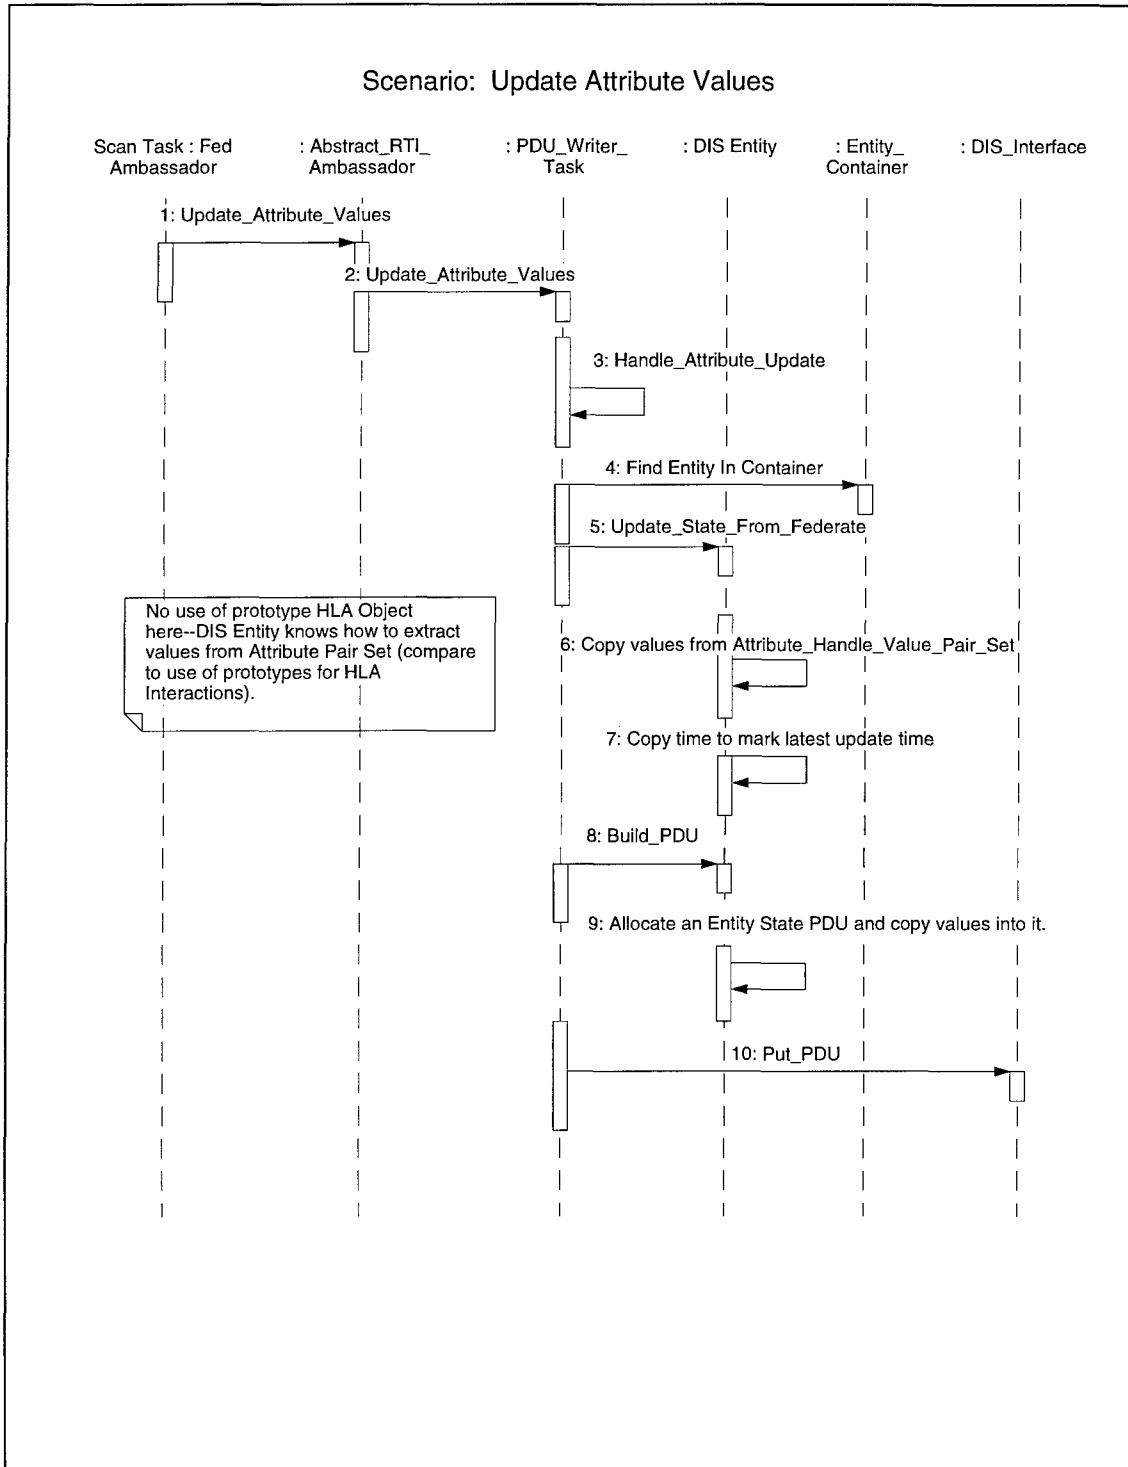 Scenario: Update Attribute Values
Scan Task : Fed
Ambassador
: Abstract_RTI_
Ambassador
: PDU_Writer_
Task
: DIS Entity
: Entity_
Container
: DIS_Interface
1: Update_Attribute_Values
2: Update_Attribute_Values
3: Handle_Attribute_Update
4: Find Entity In Container
5: Update_State_From_Federate
No use of prototype HLA Object
here--DIS Entity knows how to extract
values from Attribute Pair Set (compare
to use of prototypes for HLA
Interactions).
6: Copy values from Attribute_Handle_Value_Pair_Set
7: Copy time to mark latest update time
8: Build_PDU
9: Allocate an Entity State PDU and copy values into it.
10: Put_PDU